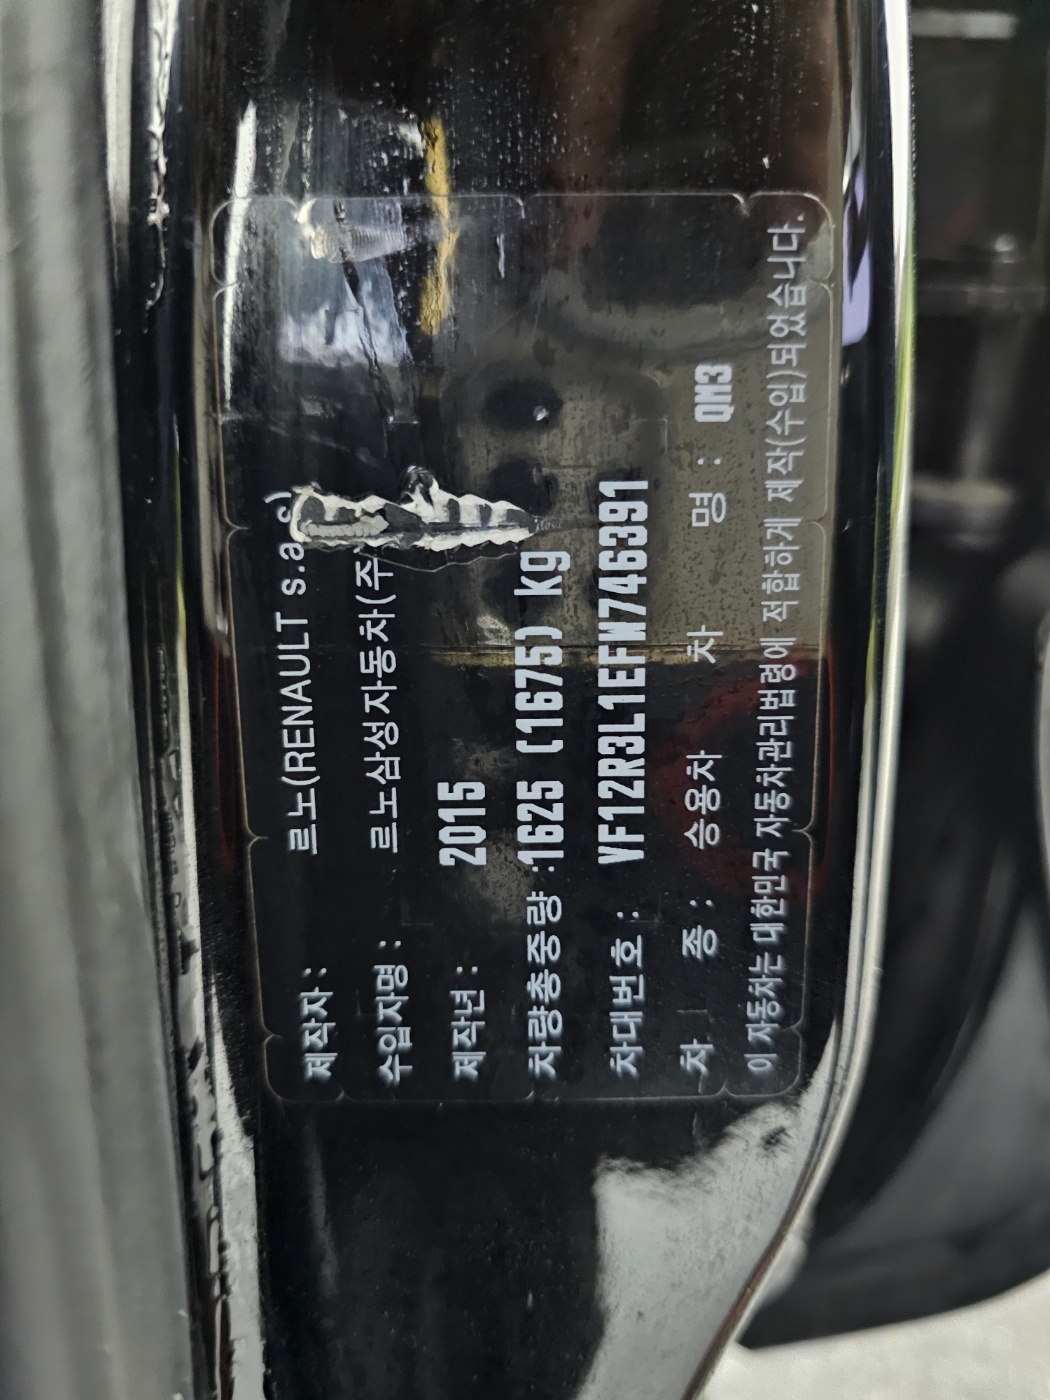 제작자 : 르노(RENAULT s.a.s)
수입자명 : 르노삼성자동차(주)
제작년 : 2015
차량총중량 :1625 (1675) kg
차대번호 : VF12R3L1EFW746391
차 종 : 승용차 차 명 : QM3
이 자동차는 대한민국 자동차관리법령에 적합하게 제작(수입)되었습니다.